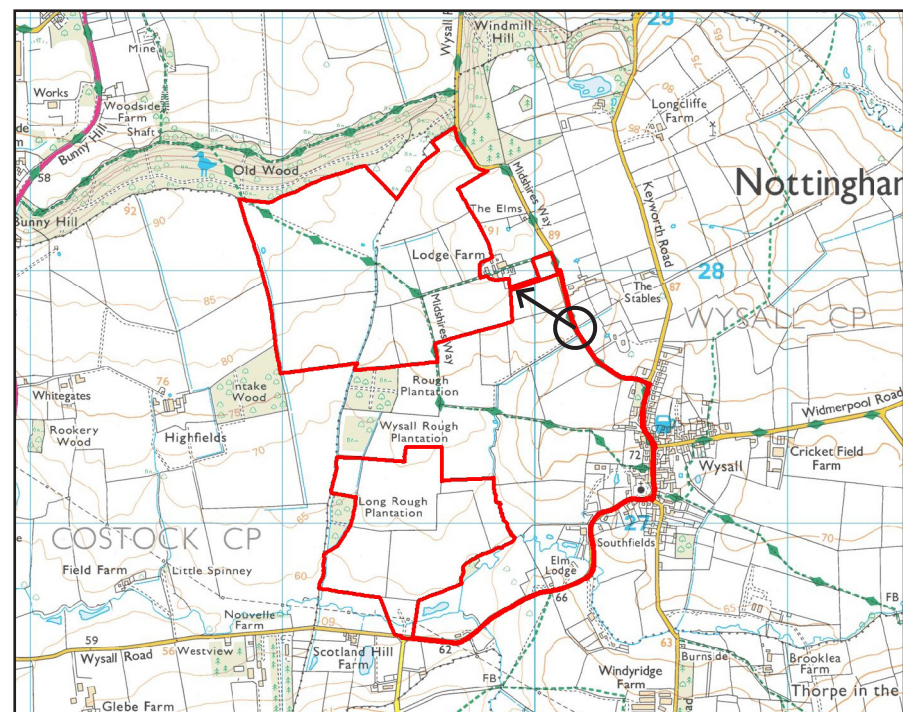 29
Wysall R
Windmill
Hill
Mine
Works
Woodside
Farm
Shaft
Longcliffe
Farm
Bunny Hill
58
Old Wood
Bunny Hill
92
90
Nottinghar
Midshires Way
The Elms
91
89
Keyworth Road
Lodge Farm
28
The
Stables
87
85
WYSALL CP
Midshires Way
80
76
Whitegates
Intake
Wood
75
Rough
Plantation
Widmerpool Road
Rookery
Wood
Highfields
70
Wysall Rough
Plantation
72
Wysall
Cricket Field
Farm
Long Rough
Plantation
65
27
COSTOCK CP
Southfields
70
Field Farm
Little Spinney
60
Elm
Lodge
66
65
FB
Nouvelle
Farm
60
59
Wysall Road
56
Westview
Scotland Hill
Farm
62
63
Burnside
Brooklea
Farm
FB
Windyridge
Farm
Glebe Farm
Thorpe in the